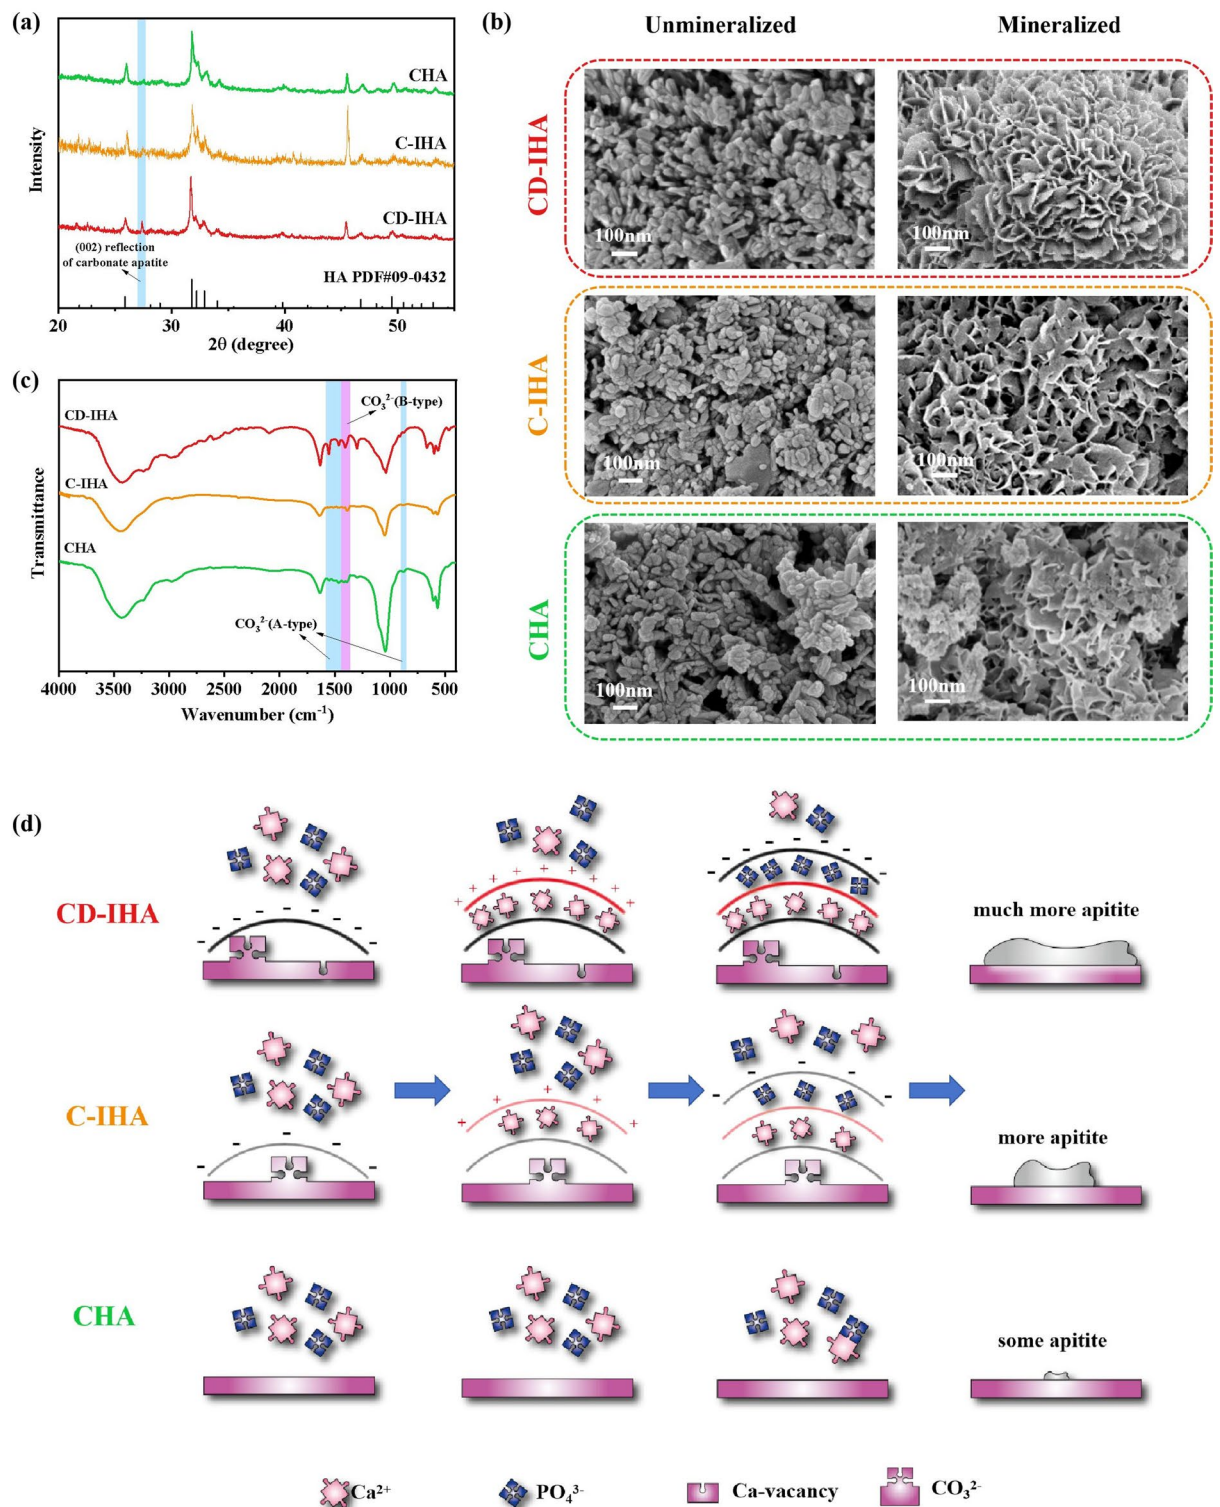 (a)
CHA
C-IHA
CD-IHA
(002) reflection
of carbonate apatite
HA PDF#09-0432
Intensity
20 30 40 50
2θ (degree)
(b)
Unmineralized Mineralized
CD-IHA
100nm 100nm
C-IHA
100nm 100nm
CHA
100nm 100nm
(c)
CD-IHA
CO₃²⁻(B-type)
C-IHA
CHA
CO₃²⁻(A-type)
Transmittance
4000 3500 3000 2500 2000 1500 1000 500
Wavenumber (cm⁻¹)
(d)
CD-IHA
much more apitite
C-IHA
more apitite
CHA
some apitite
Ca²⁺ PO₄³⁻ Ca-vacancy CO₃²⁻